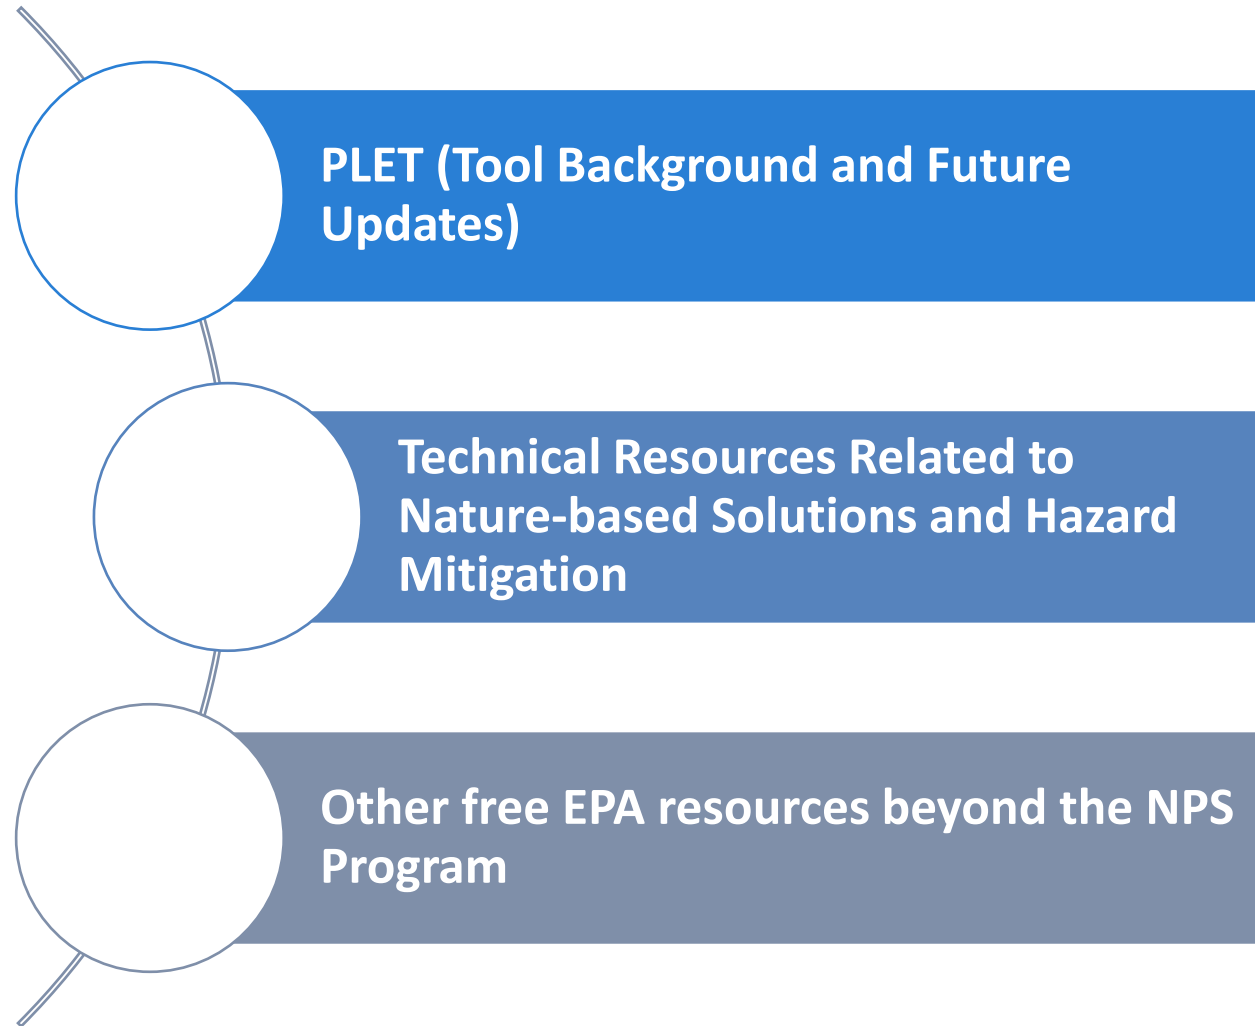 PLET (Tool Background and Future
Updates)
Technical Resources Related to
Nature-based Solutions and Hazard
Mitigation
Other free EPA resources beyond the NPS
Program